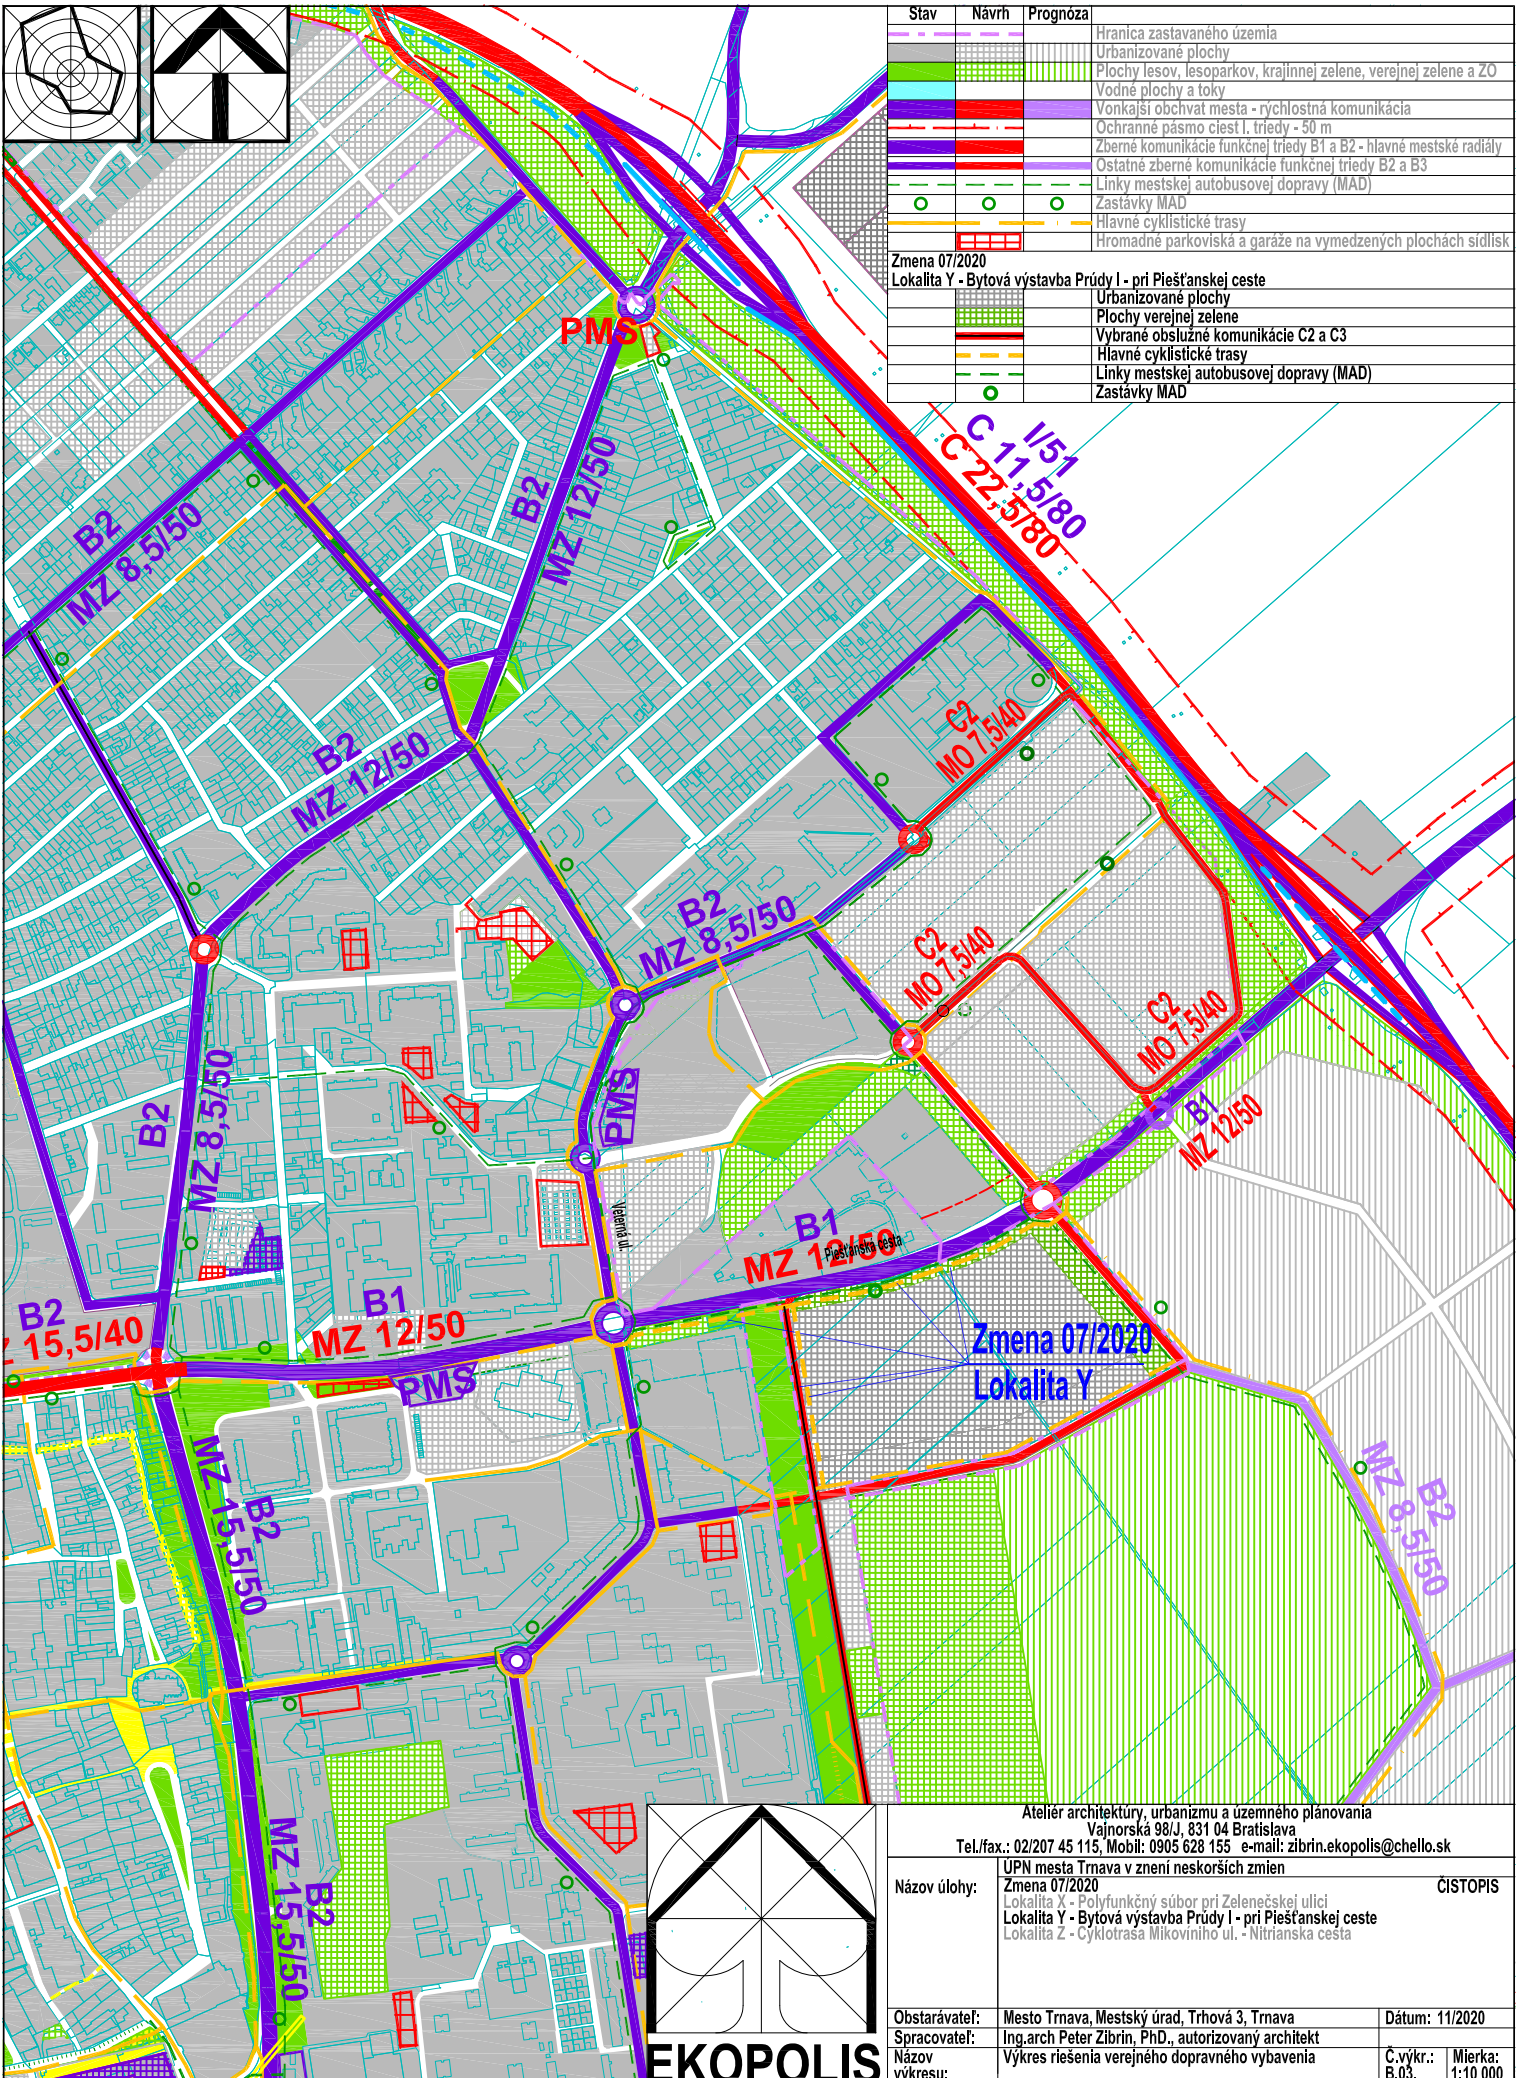 Stav Návrh Prognóza
Hranica zastavaného územia
Urbanizované plochy
Plochy lesov, lesoparkov, krajinnej zelene, verejnej zelene a ZO
Vodné plochy a toky
Vonkajší obchvat mesta - rýchlostná komunikácia
Ochranné pásmo ciest I. triedy - 50 m
Zberné komunikácie funkčnej triedy B1 a B2 - hlavné mestské radiály
Ostatné zberné komunikácie funkčnej triedy B2 a B3
Linky mestskej autobusovej dopravy (MAD)
Zastávky MAD
Hlavné cyklistické trasy
Hromadné parkoviská a garáže na vymedzených plochách sídlisk
Zmena 07/2020
Lokalita Y - Bytová výstavba Prúdy I - pri Piešťanskej ceste
Urbanizované plochy
Plochy verejnej zelene
Vybrané obslužné komunikácie C2 a C3
Hlavné cyklistické trasy
Linky mestskej autobusovej dopravy (MAD)
Zastávky MAD
PMS
I/51
C 11,5/80
C 22,5/80
B2
MZ 12/50
B2
MZ 8,5/50
B2
MZ 12/50
C2
MO 7,5/40
B2
MZ 8,5/50
C2
MO 7,5/40
C2
MO 7,5/40
B2
MZ 8,5/50
PMS
B1
MZ 12/50
Veterná ul.
B1
MZ 12/50
Piešťanská cesta
B2
Z 15,5/40
B1
MZ 12/50
PMS
Zmena 07/2020
Lokalita Y
B2
MZ 15,5/50
B2
MZ 8,5/50
B2
MZ 15,5/50
EKOPOLIS
Ateliér architektúry, urbanizmu a územného plánovania
Vajnorská 98/J, 831 04 Bratislava
Tel./fax.: 02/207 45 115, Mobil: 0905 628 155 e-mail: zibrin.ekopolis@chello.sk
Názov úlohy:
ÚPN mesta Trnava v znení neskorších zmien
Zmena 07/2020 ČISTOPIS
Lokalita X - Polyfunkčný súbor pri Zelenečskej ulici
Lokalita Y - Bytová výstavba Prúdy I - pri Piešťanskej ceste
Lokalita Z - Cyklotrasa Mikovíniho ul. - Nitrianska cesta
Obstarávateľ: Mesto Trnava, Mestský úrad, Trhová 3, Trnava Dátum: 11/2020
Spracovateľ: Ing.arch Peter Zibrin, PhD., autorizovaný architekt
Názov výkresu: Výkres riešenia verejného dopravného vybavenia Č.výkr.: B.03. Mierka: 1:10 000